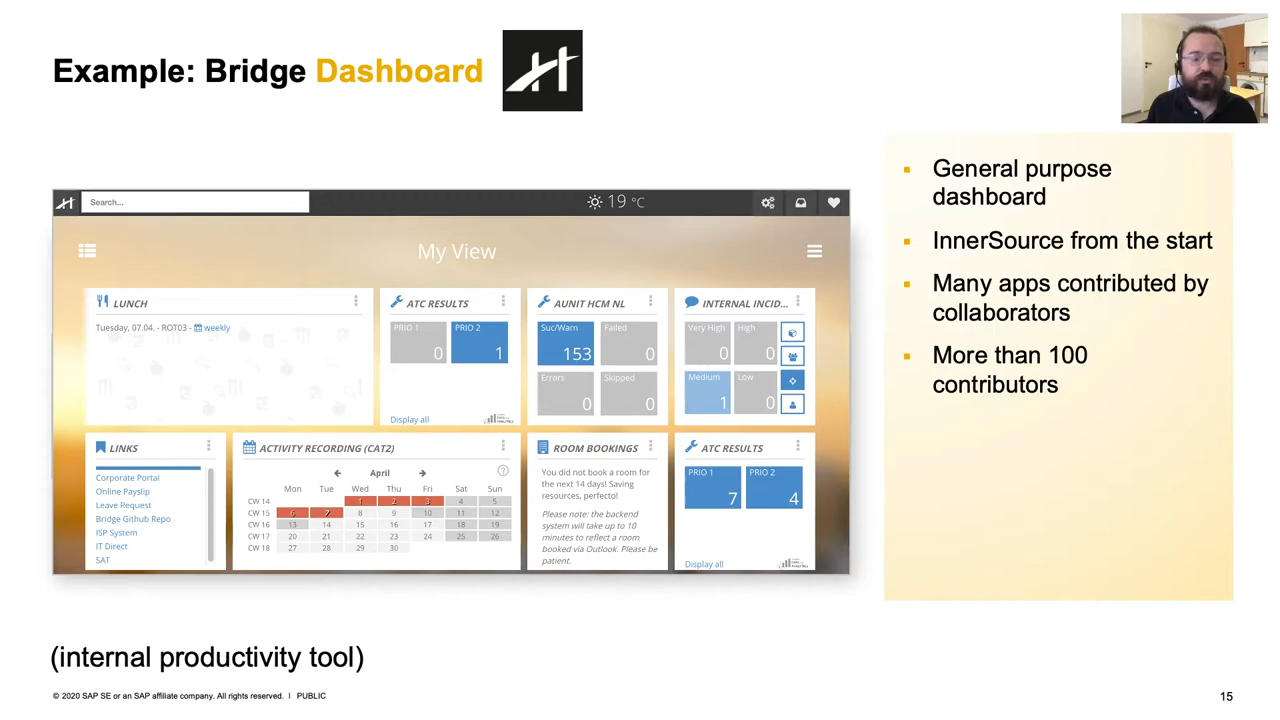 Example: Bridge Dashboard
General purpose
dashboard
InnerSource from the start
Many apps contributed by
collaborators
More than 100
contributors
Search...
19 °C
My View
LUNCH
Tuesday, 07.04. - ROT03 - weekly
ATC RESULTS
PRIO 1
0
PRIO 2
1
Display all
AUNIT HCM NL
Suc/Warn
153
Failed
0
Errors
0
Skipped
0
INTERNAL INCID...
Very High
0
High
0
Medium
1
Low
0
LINKS
Corporate Portal
Online Payslip
Leave Request
Bridge Github Repo
ISP System
IT Direct
SAT
ACTIVITY RECORDING (CAT2)
April
Mon Tue Wed Thu Fri Sat Sun
CW 14 1 2 3 4 5
CW 15 6 7 8 9 10 11 12
CW 16 13 14 15 16 17 18 19
CW 17 20 21 22 23 24 25 26
CW 18 27 28 29 30
ROOM BOOKINGS
You did not book a room for
the next 14 days! Saving
resources, perfecto!
Please note: the backend
system will take up to 10
minutes to reflect a room
booked via Outlook. Please be
patient.
ATC RESULTS
PRIO 1
7
PRIO 2
4
Display all
(internal productivity tool)
© 2020 SAP SE or an SAP affiliate company. All rights reserved. | PUBLIC
15